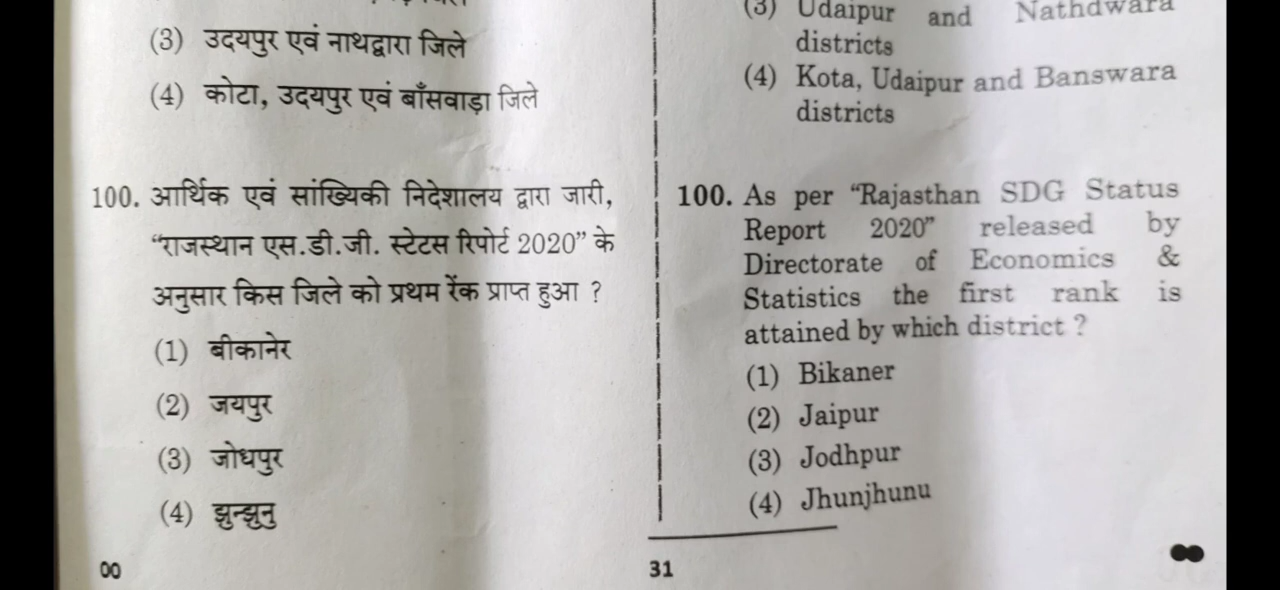 (3) उदयपुर एवं नाथद्वारा जिले
(4) कोटा, उदयपुर एवं बाँसवाड़ा जिले
100. आर्थिक एवं सांख्यिकी निदेशालय द्वारा जारी,
“राजस्थान एस.डी.जी. स्टेटस रिपोर्ट 2020” के
अनुसार किस जिले को प्रथम रेंक प्राप्त हुआ ?
(1) बीकानेर
(2) जयपुर
(3) जोधपुर
(4) झुन्झुनु
(3) Udaipur and Nathdwara
districts
(4) Kota, Udaipur and Banswara
districts
100. As per “Rajasthan SDG Status
Report 2020” released by
Directorate of Economics &
Statistics the first rank is
attained by which district ?
(1) Bikaner
(2) Jaipur
(3) Jodhpur
(4) Jhunjhunu
00
31